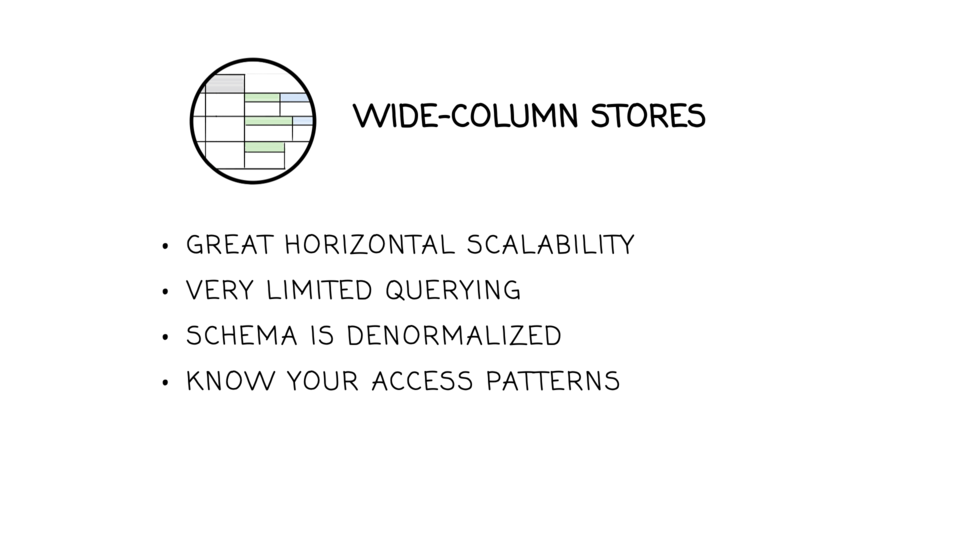 WIDE-COLUMN STORES
• GREAT HORIZONTAL SCALABILITY
• VERY LIMITED QUERYING
• SCHEMA IS DENORMALIZED
• KNOW YOUR ACCESS PATTERNS